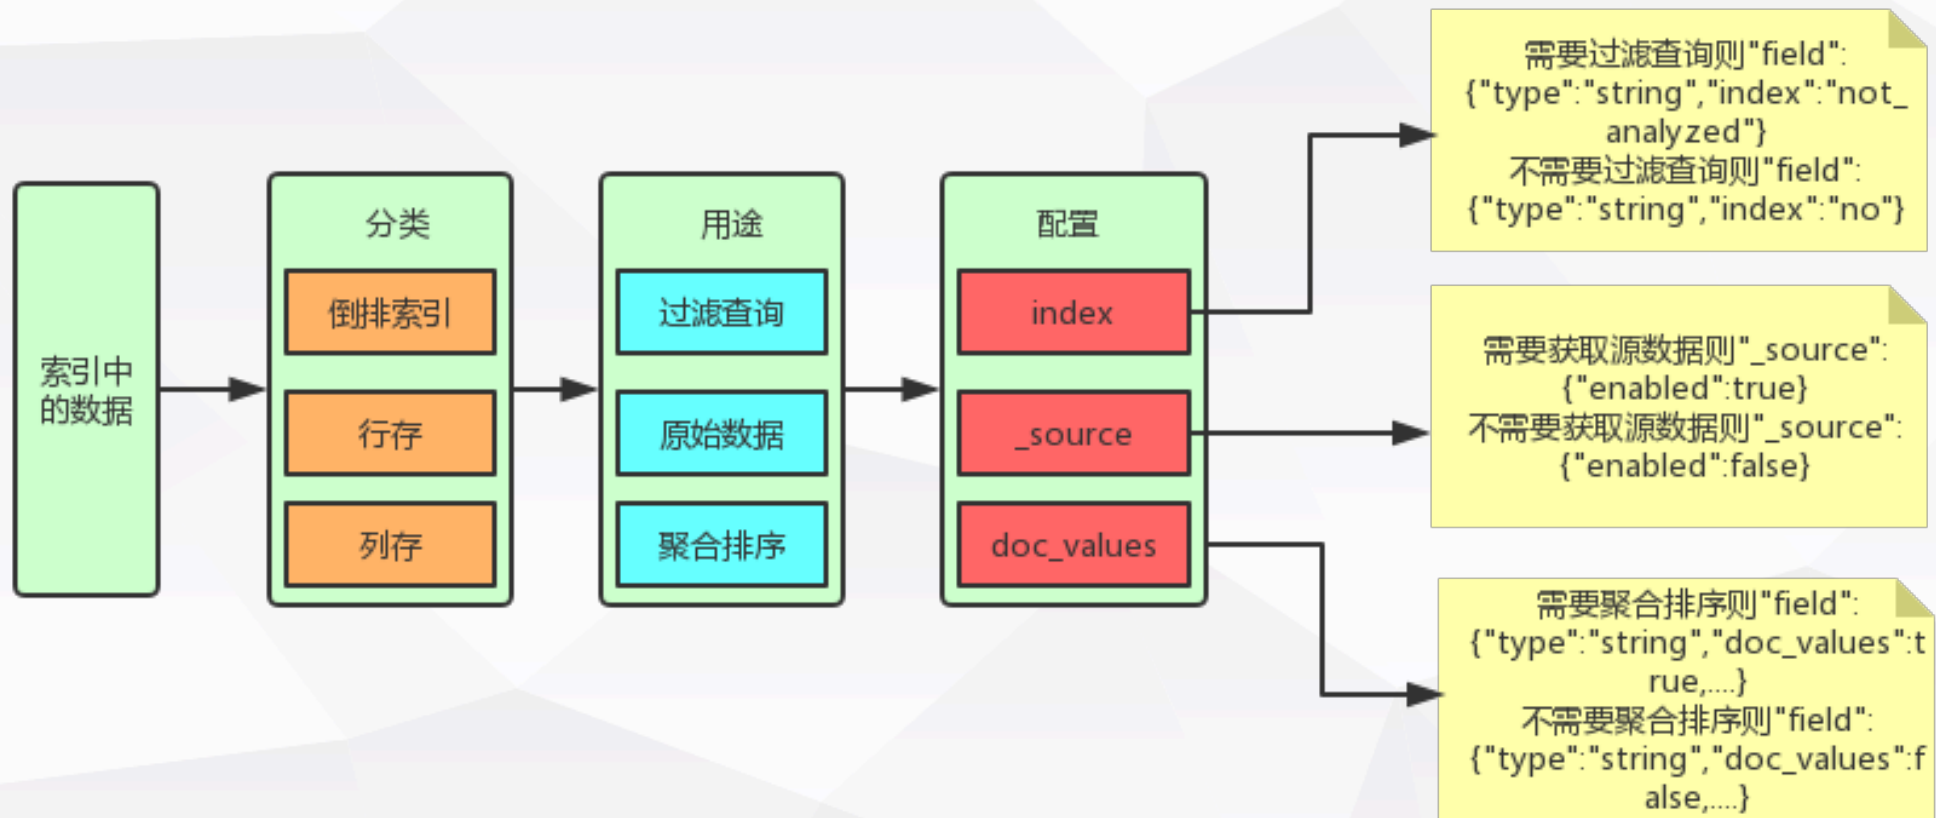 索引中
的数据
分类
倒排索引
行存
列存
用途
过滤查询
原始数据
聚合排序
配置
index
_source
doc_values
需要过滤查询则"field":
{"type":"string","index":"not_
analyzed"}
不需要过滤查询则"field":
{"type":"string","index":"no"}
需要获取源数据则"_source":
{"enabled":true}
不需要获取源数据则"_source":
{"enabled":false}
需要聚合排序则"field":
{"type":"string","doc_values":t
rue,....}
不需要聚合排序则"field":
{"type":"string","doc_values":f
alse,....}